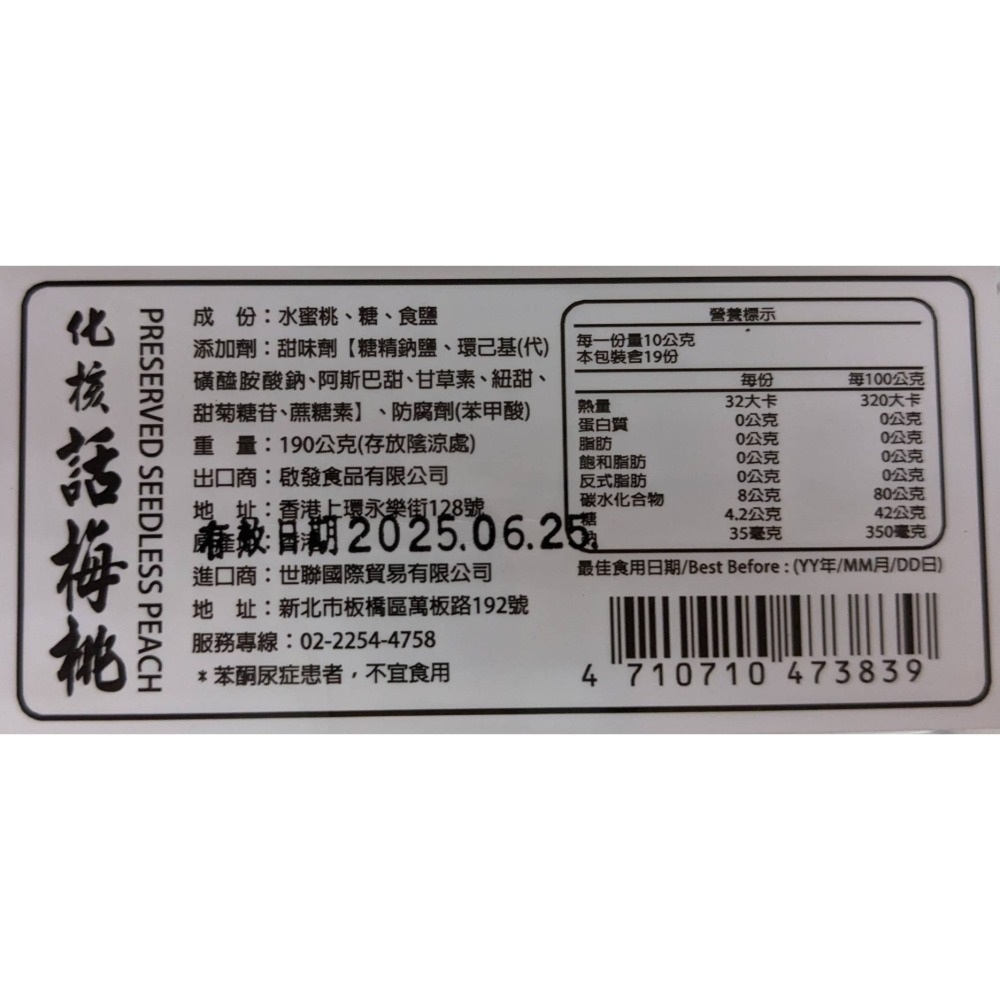 化核話梅桃
PRESERVED SEEDLESS PEACH
成　份：水蜜桃、糖、食鹽
添加劑：甜味劑【糖精鈉鹽、環己基(代)
磺醯胺酸鈉、阿斯巴甜、甘草素、紐甜、
甜菊糖苷、蔗糖素】、防腐劑(苯甲酸)
重　量：190公克(存放陰涼處)
出口商：啟發食品有限公司
地　址：香港上環永樂街128號
原產地：香港
有效日期2025.06.25
進口商：世聯國際貿易有限公司
地　址：新北市板橋區萬板路192號
服務專線：02-2254-4758
*苯酮尿症患者，不宜食用
營養標示
每一份量10公克
本包裝含19份
每份 每100公克
熱量 32大卡 320大卡
蛋白質 0公克 0公克
脂肪 0公克 0公克
飽和脂肪 0公克 0公克
反式脂肪 0公克 0公克
碳水化合物 8公克 80公克
糖 4.2公克 42公克
鈉 35毫克 350毫克
最佳食用日期/Best Before : (YY年/MM月/DD日)
4 710710 473839